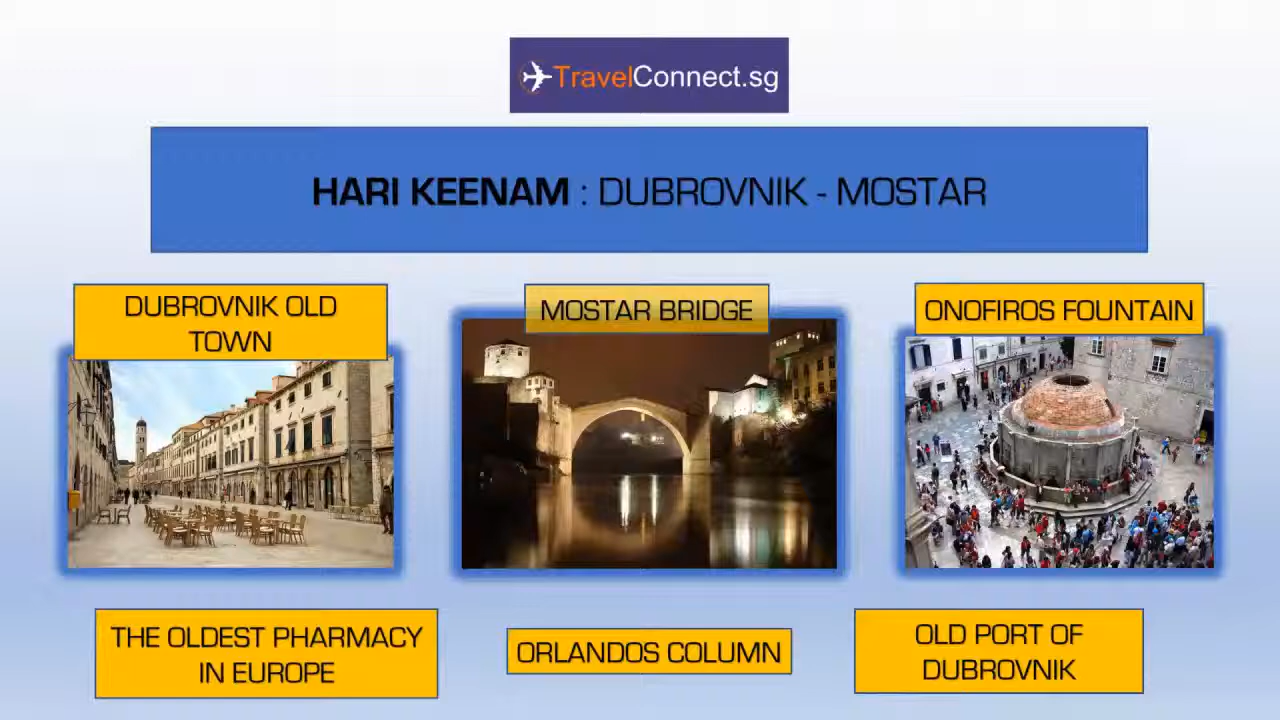 TravelConnect.sg
HARI KEENAM : DUBROVNIK - MOSTAR
DUBROVNIK OLD
TOWN
MOSTAR BRIDGE
ONOFIROS FOUNTAIN
THE OLDEST PHARMACY
IN EUROPE
ORLANDOS COLUMN
OLD PORT OF
DUBROVNIK